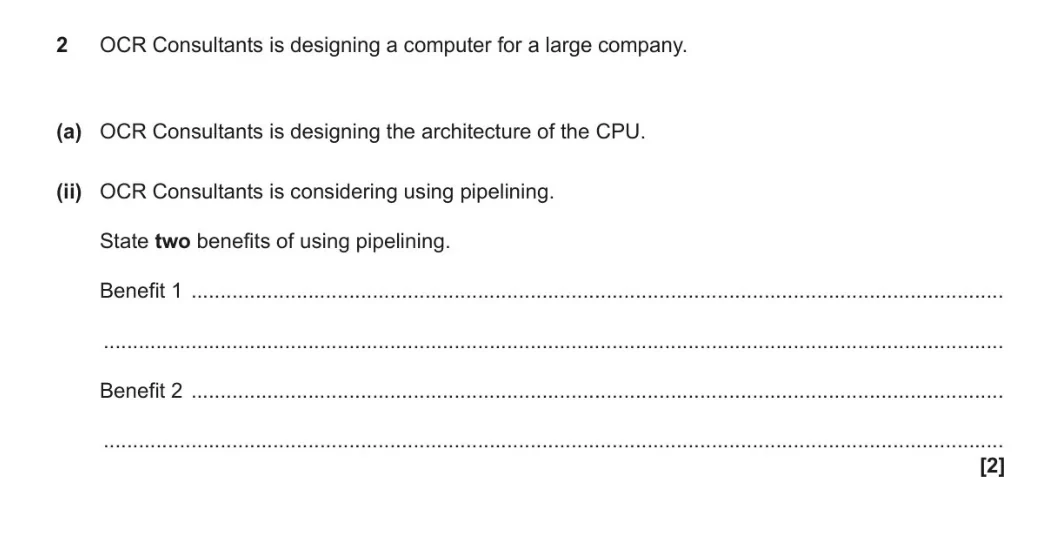 2 OCR Consultants is designing a computer for a large company.
(a) OCR Consultants is designing the architecture of the CPU.
(ii) OCR Consultants is considering using pipelining.
State two benefits of using pipelining.
Benefit 1 ................................................................................
................................................................................
Benefit 2 ................................................................................
................................................................................
[2]